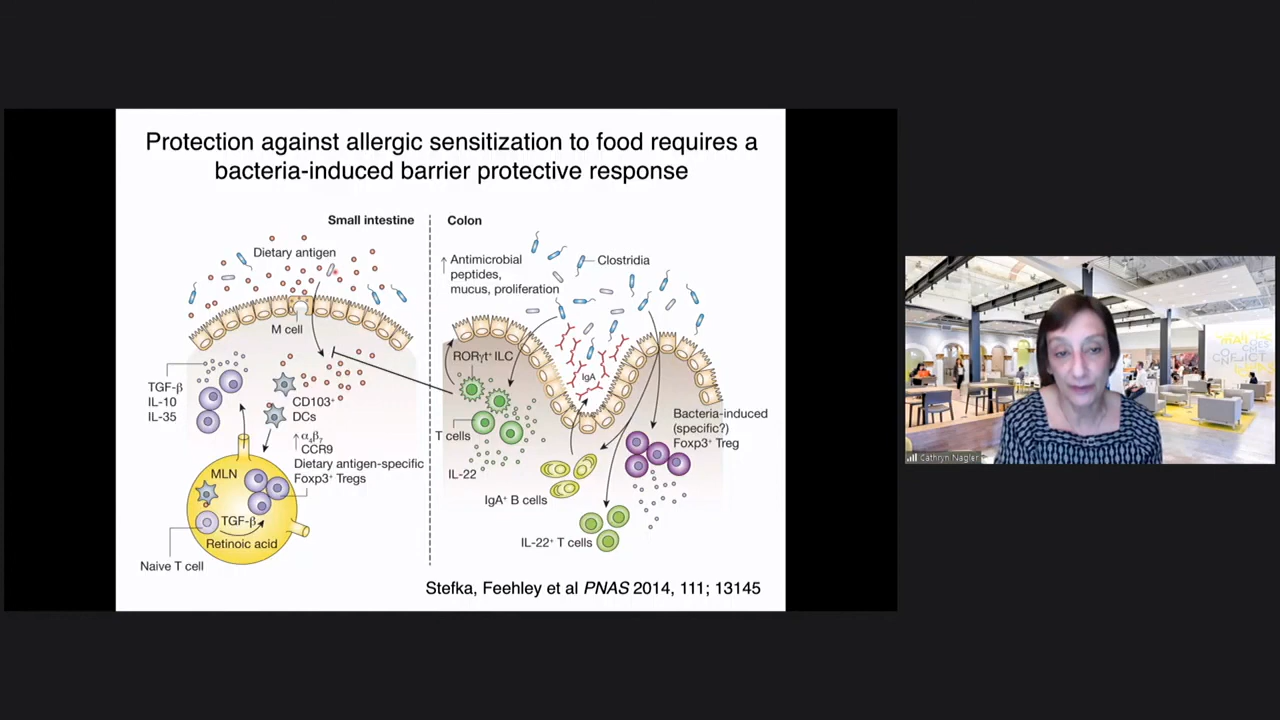 Protection against allergic sensitization to food requires a
bacteria-induced barrier protective response
Small intestine
Colon
Dietary antigen
M cell
TGF-β
IL-10
IL-35
CD103⁺
DCs
↑ α₄β₇
CCR9
Dietary antigen-specific
Foxp3⁺ Tregs
MLN
TGF-β
Retinoic acid
Naive T cell
↑ Antimicrobial
peptides,
mucus, proliferation
Clostridia
RORγt⁺ ILC
IgA
T cells
IL-22
IgA⁺ B cells
IL-22⁺ T cells
Bacteria-induced
(specific?)
Foxp3⁺ Treg
Stefka, Feehley et al PNAS 2014, 111; 13145
Cathryn Nagler